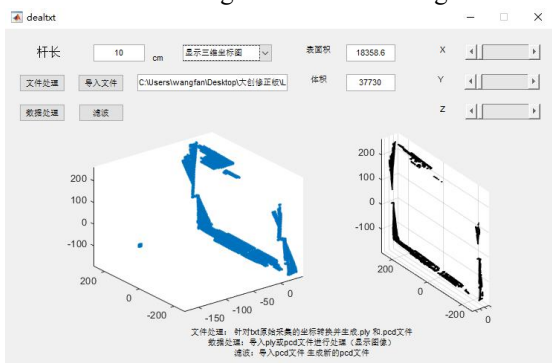 dealtxt
杆长 10 cm 显示三维坐标图 表面积 18358.6 X
文件处理 导入文件 C:\Users\wangfan\Desktop\大创修正板\L 体积 37730 Y
数据处理 滤波 Z
200
100
0
-100
200
0
-200
-150
-100
-50
0
200
100
0
-100
200
0
-200
0
文件处理： 针对txt原始采集的坐标转换并生成.ply 和.pcd文件
数据处理：导入ply或pcd文件进行处理（显示图像）
滤波：导入pcd文件 生成新的pcd文件